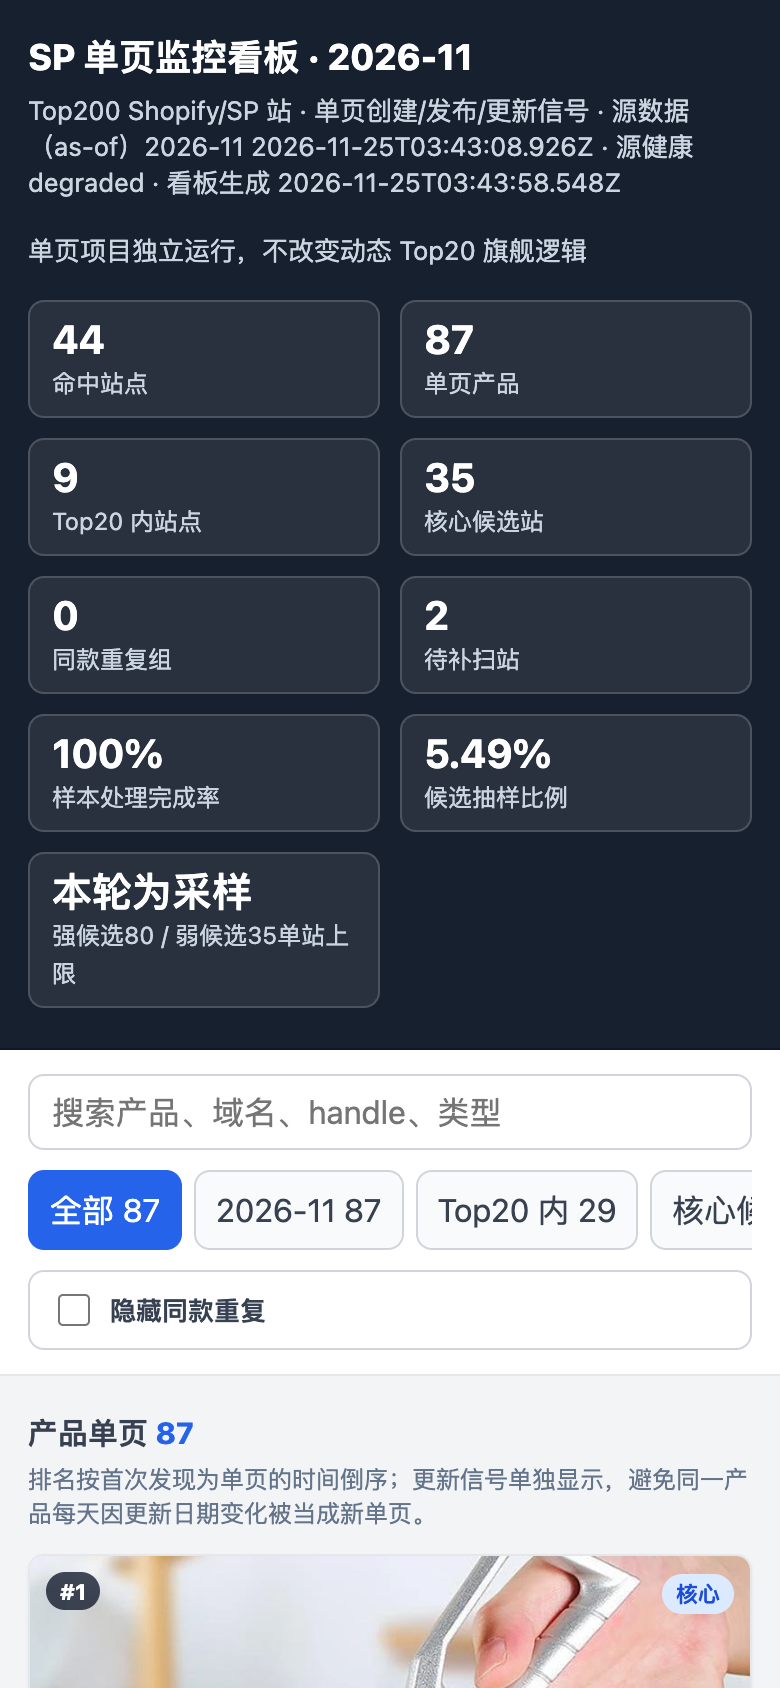 SP 单页监控看板 · 2026-11
Top200 Shopify/SP 站 · 单页创建/发布/更新信号 · 源数据
（as-of）2026-11 2026-11-25T03:43:08.926Z · 源健康
degraded · 看板生成 2026-11-25T03:43:58.548Z
单页项目独立运行，不改变动态 Top20 旗舰逻辑
44
命中站点
87
单页产品
9
Top20 内站点
35
核心候选站
0
同款重复组
2
待补扫站
100%
样本处理完成率
5.49%
候选抽样比例
本轮为采样
强候选80 / 弱候选35单站上
限
搜索产品、域名、handle、类型
全部 87
2026-11 87
Top20 内 29
核心候
隐藏同款重复
产品单页 87
排名按首次发现为单页的时间倒序；更新信号单独显示，避免同一产
品每天因更新日期变化被当成新单页。
#1
核心